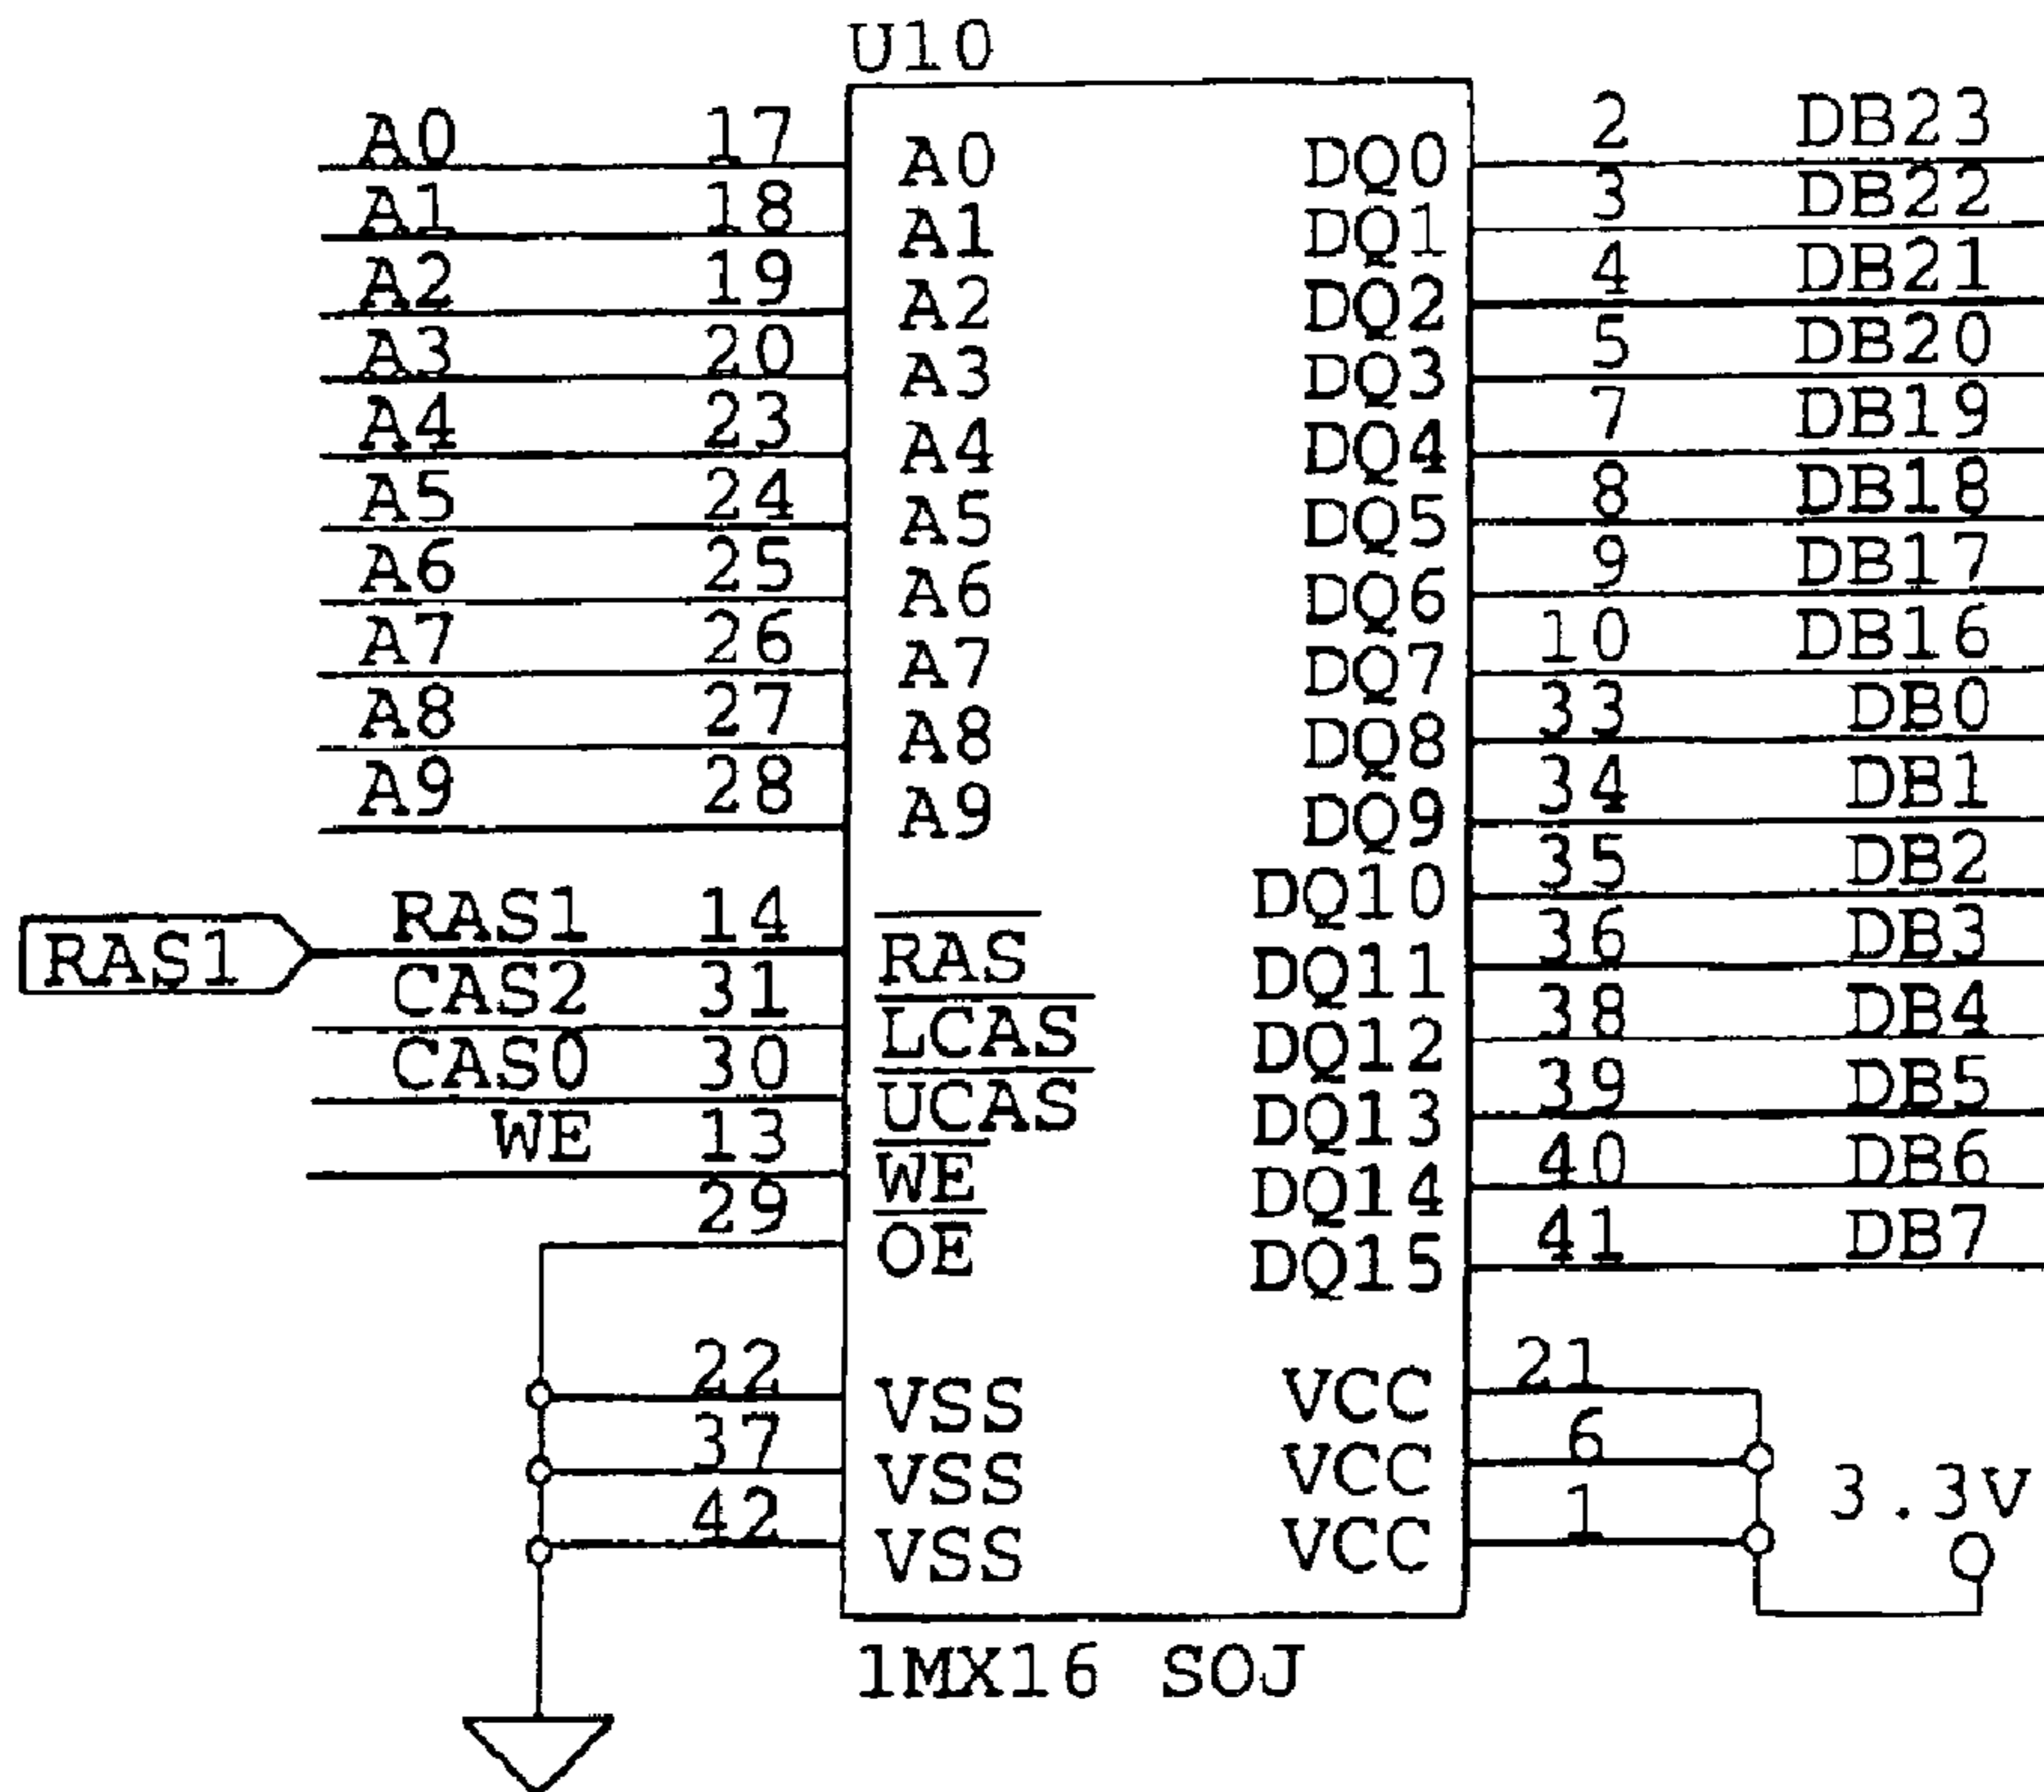 U10
A0 17 A0 DQ0 2 DB23
A1 18 A1 DQ1 3 DB22
A2 19 A2 DQ2 4 DB21
A3 20 A3 DQ3 5 DB20
A4 23 A4 DQ4 7 DB19
A5 24 A5 DQ5 8 DB18
A6 25 A6 DQ6 9 DB17
A7 26 A7 DQ7 10 DB16
A8 27 A8 DQ8 33 DB0
A9 28 A9 DQ9 34 DB1
DQ10 35 DB2
RAS1 RAS1 14 RAS DQ11 36 DB3
CAS2 31 LCAS DQ12 38 DB4
CAS0 30 UCAS DQ13 39 DB5
WE 13 WE DQ14 40 DB6
29 OE DQ15 41 DB7
22 VSS VCC 21
37 VSS VCC 6
42 VSS VCC 1 3.3V
1MX16 SOJ